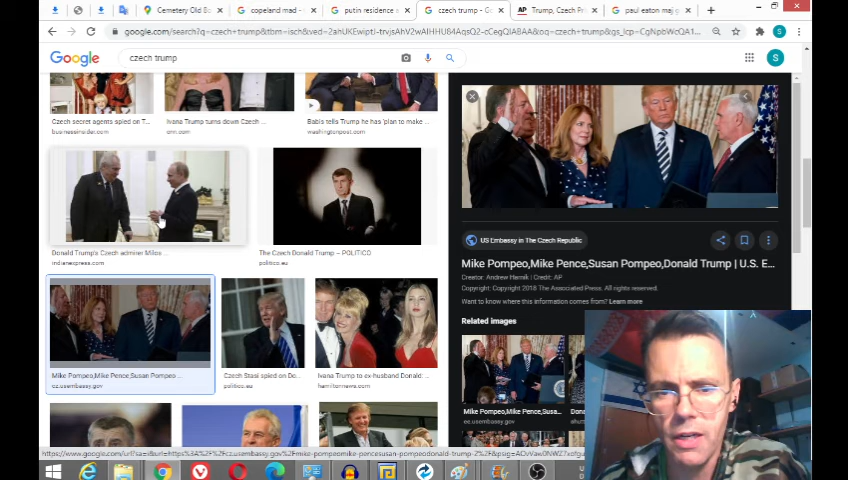 Cemetery Old Bo
copeland mad -
putin residence a
czech trump - G
AP Trump, Czech Pri
paul eaton maj g
google.com/search?q=czech+trump&tbm=isch&ved=
Google
czech trump
S
S
Czech secret agents spied on T...
businessinsider.com
Ivana Trump turns down Czech ...
cnn.com
Babis tells Trump he has 'plan to make ...
washingtonpost.com
Donald Trump's Czech admirer Milos ...
indianexpress.com
The Czech Donald Trump – POLITICO
politico.eu
Mike Pompeo,Mike Pence,Susan Pompeo ...
cz.usembassy.gov
Czech Stasi spied on Do...
politico.eu
Ivana Trump to ex-husband Donald: ...
hamiltonnews.com
US Embassy in The Czech Republic
Mike Pompeo,Mike Pence,Susan Pompeo,Donald Trump | U.S. E...
Creator: Andrew Harnik | Credit: AP
Copyright: Copyright 2018 The Associated Press. All rights reserved.
Want to know where this information comes from? Learn more
Related images
Mike Pompeo,Mike Pence,Susa...